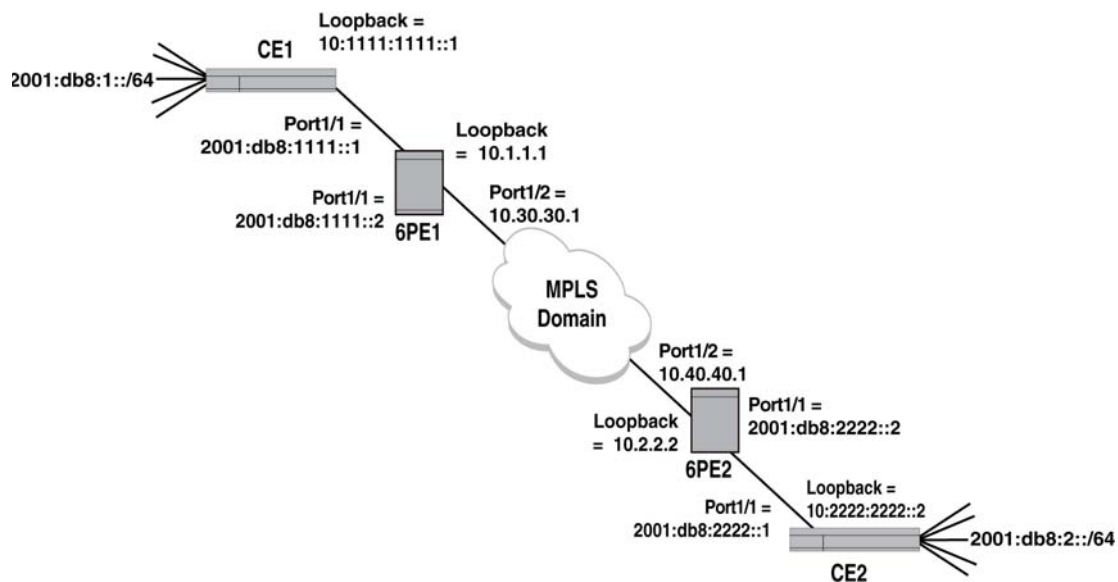 Loopback =
10:1111:1111::1
CE1
2001:db8:1::/64
Port1/1 =
2001:db8:1111::1
Loopback
= 10.1.1.1
Port1/1 =
2001:db8:1111::2
6PE1
Port1/2 =
10.30.30.1
MPLS
Domain
Port1/2 =
10.40.40.1
Loopback
= 10.2.2.2
Port1/1 =
2001:db8:2222::2
6PE2
Port1/1 =
2001:db8:2222::1
Loopback =
10:2222:2222::2
2001:db8:2::/64
CE2